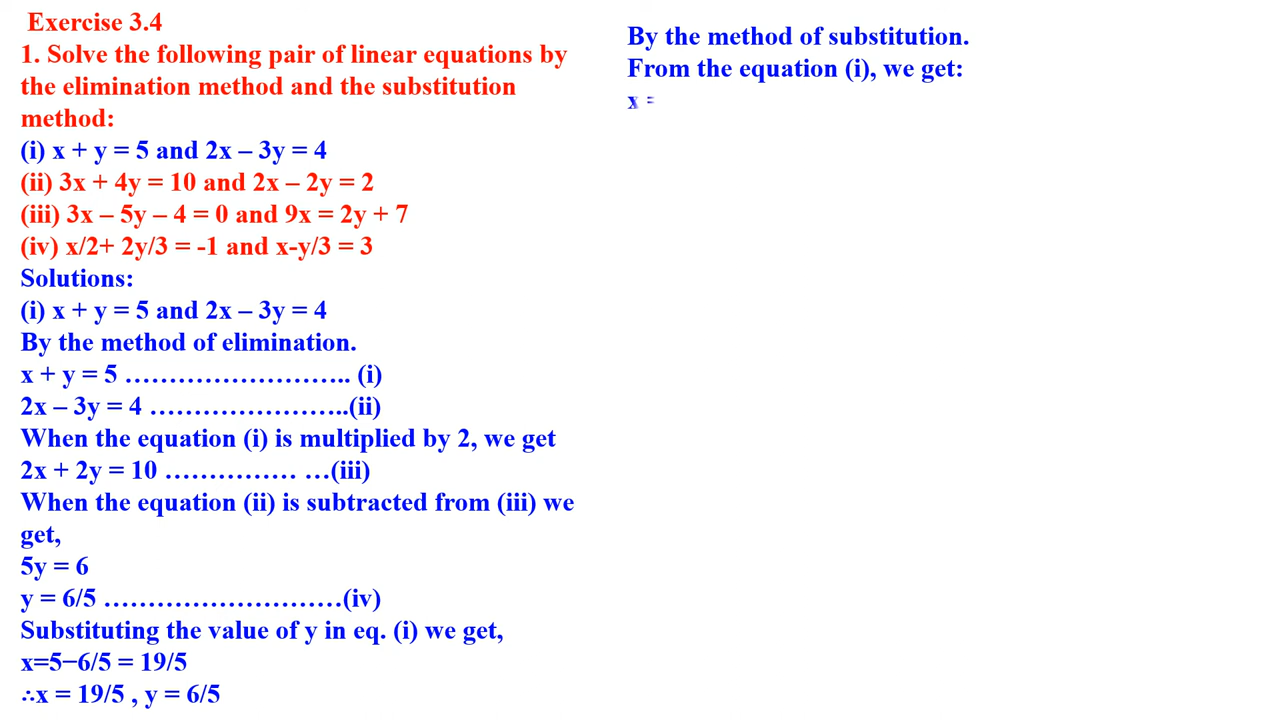 Exercise 3.4
1. Solve the following pair of linear equations by
the elimination method and the substitution
method:
(i) x + y = 5 and 2x – 3y = 4
(ii) 3x + 4y = 10 and 2x – 2y = 2
(iii) 3x – 5y – 4 = 0 and 9x = 2y + 7
(iv) x/2+ 2y/3 = -1 and x-y/3 = 3
Solutions:
(i) x + y = 5 and 2x – 3y = 4
By the method of elimination.
x + y = 5 …………………….. (i)
2x – 3y = 4 …………………..(ii)
When the equation (i) is multiplied by 2, we get
2x + 2y = 10 …………… …(iii)
When the equation (ii) is subtracted from (iii) we
get,
5y = 6
y = 6/5 ………………………(iv)
Substituting the value of y in eq. (i) we get,
x=5−6/5 = 19/5
∴x = 19/5 , y = 6/5
By the method of substitution.
From the equation (i), we get:
x =